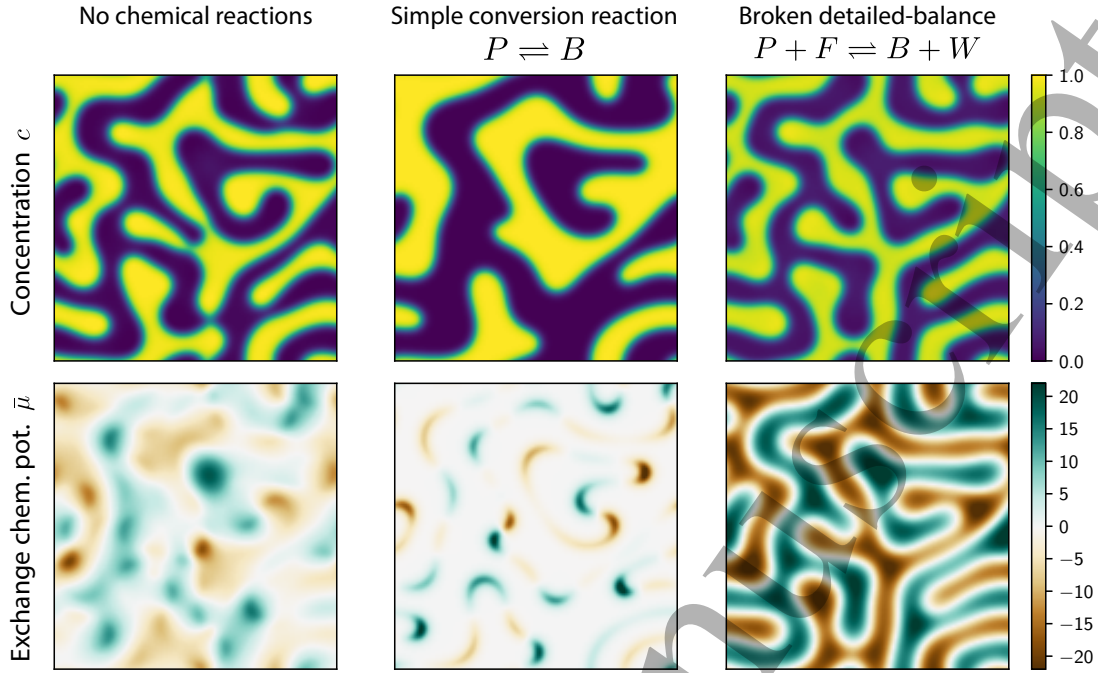 No chemical reactions
Simple conversion reaction
P ⇌ B
Broken detailed-balance
P + F ⇌ B + W
Concentration c
1.0
0.8
0.6
0.4
0.2
0.0
Exchange chem. pot. μ̄
20
15
10
5
0
−5
−10
−15
−20
nuscript